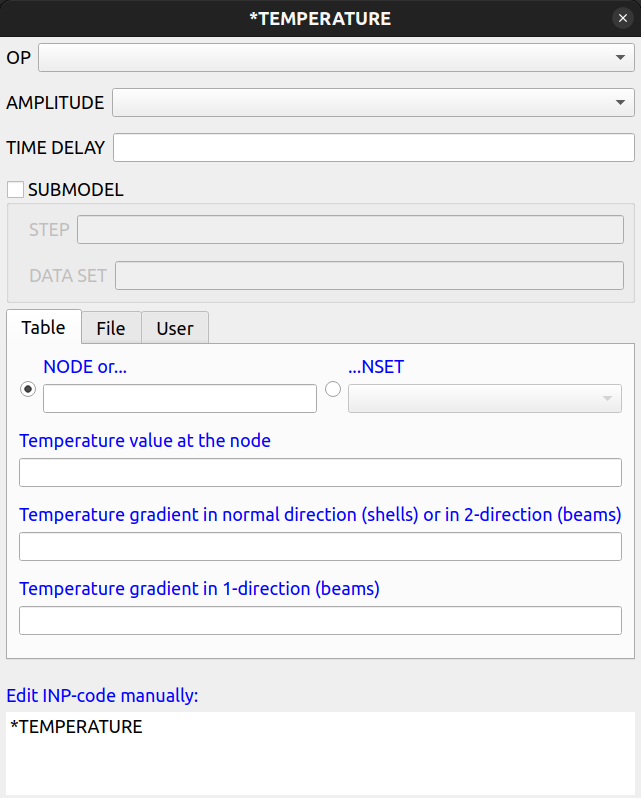 *TEMPERATURE
OP
AMPLITUDE
TIME DELAY
SUBMODEL
STEP
DATA SET
Table File User
NODE or... ...NSET
Temperature value at the node
Temperature gradient in normal direction (shells) or in 2-direction (beams)
Temperature gradient in 1-direction (beams)
Edit INP-code manually:
*TEMPERATURE